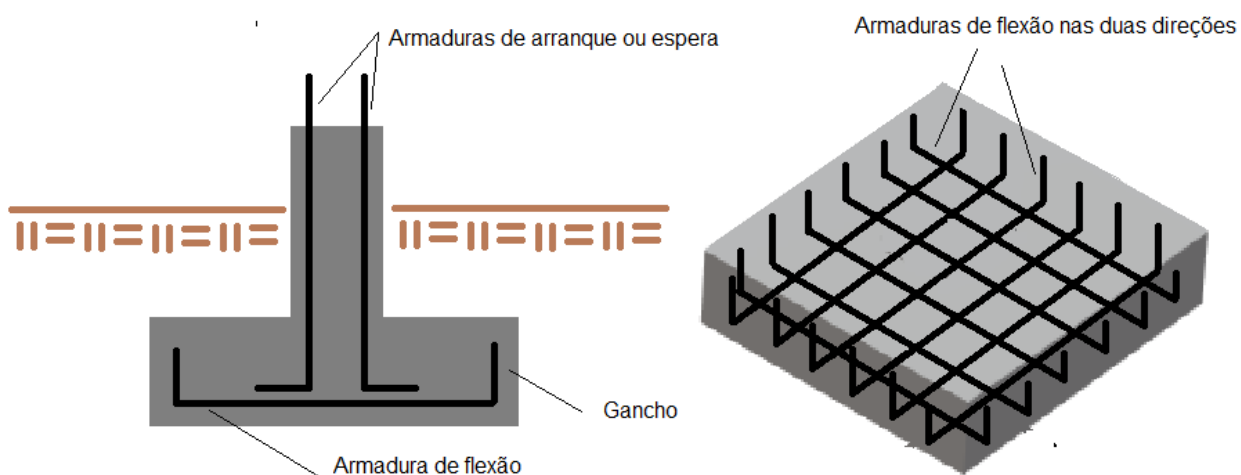 Armaduras de arranque ou espera
Armaduras de flexão nas duas direções
Gancho
Armadura de flexão